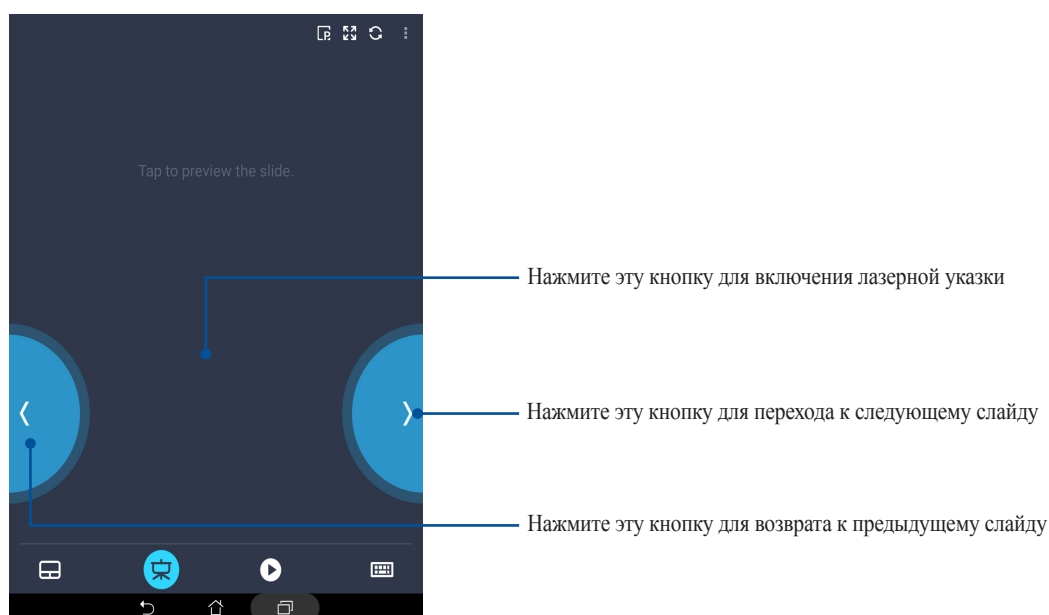 Tap to preview the slide.
Нажмите эту кнопку для включения лазерной указки
Нажмите эту кнопку для перехода к следующему слайду
Нажмите эту кнопку для возврата к предыдущему слайду